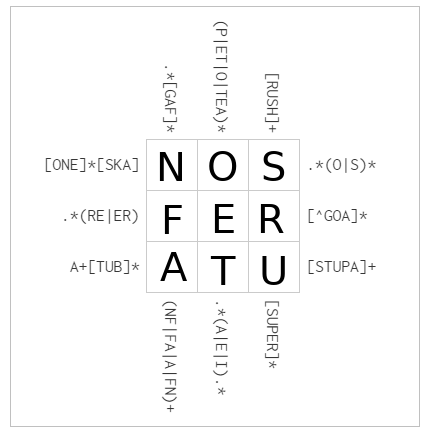 .*[GAF]*
(P|ET|O|TEA)*
[RUSH]+
[ONE]*[SKA]
N O S
.*(O|S)*
.*(RE|ER)
F E R
[^GOA]*
A+[TUB]*
A T U
[STUPA]+
(NF|FA|A|FN)+
.*(A|E|I).*
[SUPER]*